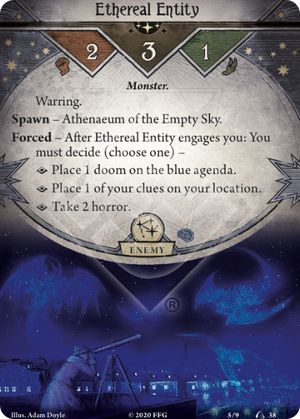 Ethereal Entity
2 3 1
Monster.
Warring.
Spawn – Athenaeum of the Empty Sky.
Forced – After Ethereal Entity engages you: You
must decide (choose one) –
Place 1 doom on the blue agenda.
Place 1 of your clues on your location.
Take 2 horror.
ENEMY
®
Illus. Adam Doyle
© 2020 FFG
5/9
38